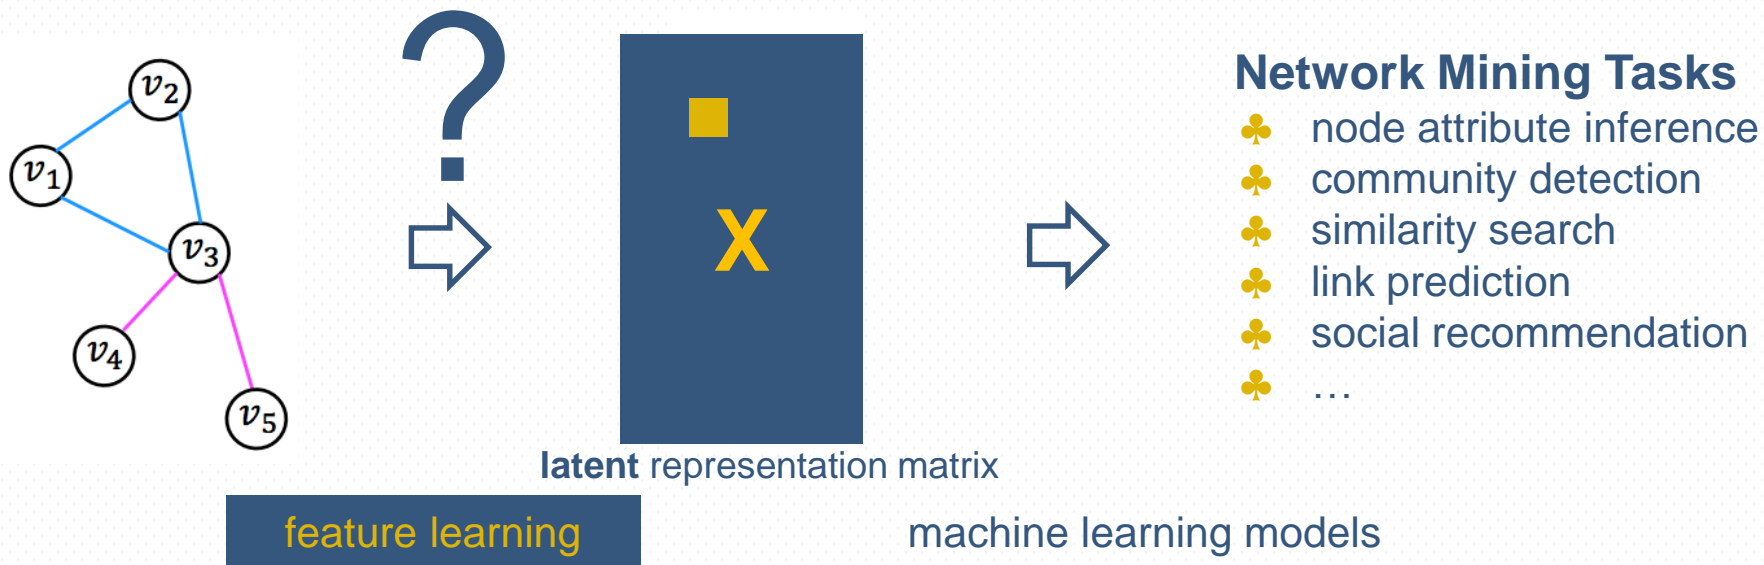 v2
v1
v3
v4
v5
?
X
latent representation matrix
feature learning
machine learning models
Network Mining Tasks
♣ node attribute inference
♣ community detection
♣ similarity search
♣ link prediction
♣ social recommendation
♣ …